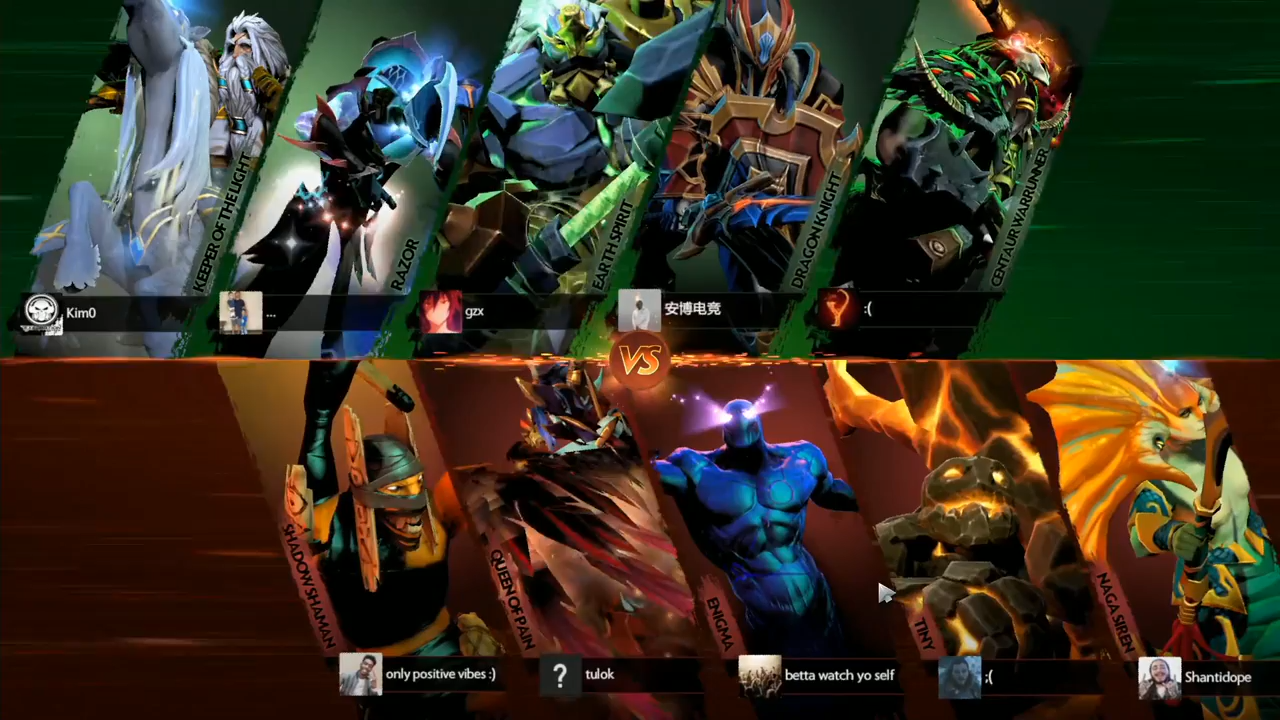 KEEPER OF THE LIGHT
RAZOR
EARTH SPIRIT
DRAGON KNIGHT
CENTAUR WARRUNNER
Kim0
...
gzx
安博电竞
:(
VS
SHADOW SHAMAN
QUEEN OF PAIN
ENIGMA
TINY
NAGA SIREN
only positive vibes :)
?
tulok
betta watch yo self
;(
Shantidope